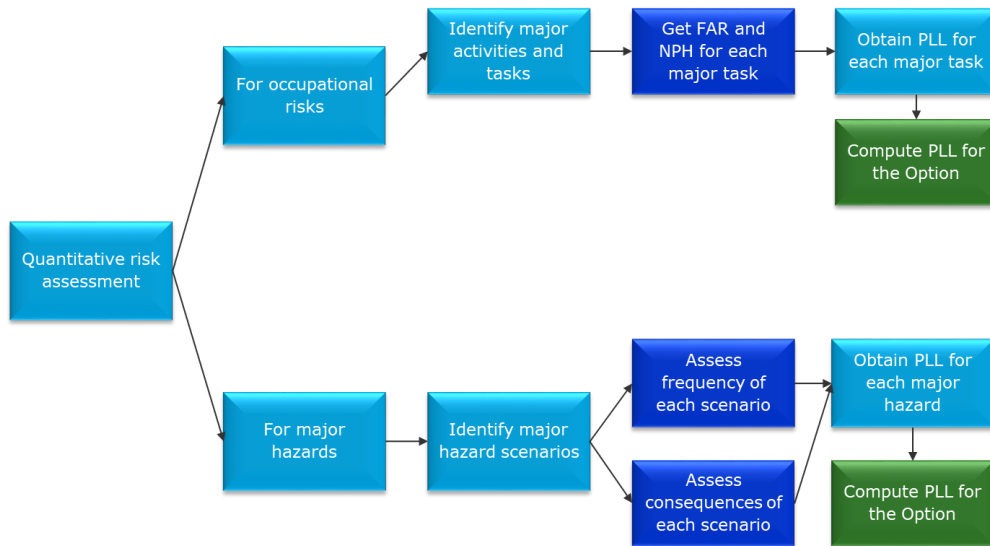 Quantitative risk
assessment
For occupational
risks
Identify major
activities and
tasks
Get FAR and
NPH for each
major task
Obtain PLL for
each major task
Compute PLL for
the Option
For major
hazards
Identify major
hazard scenarios
Assess
frequency of
each scenario
Assess
consequences of
each scenario
Obtain PLL for
each major
hazard
Compute PLL for
the Option